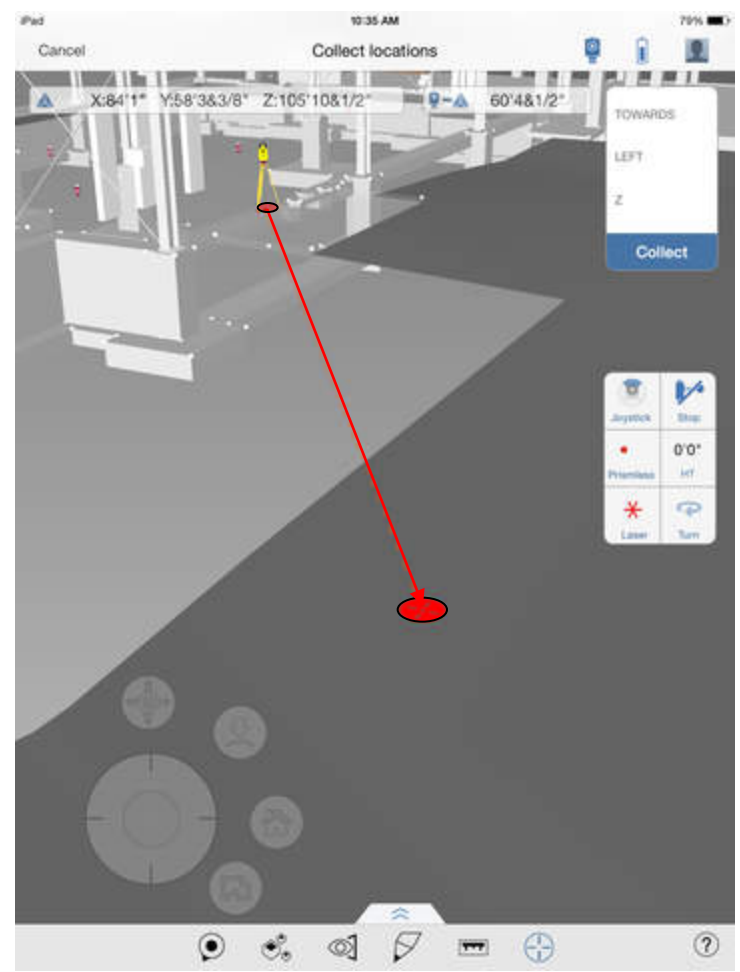 iPad 10:35 AM 79%
Cancel Collect locations
X:84'1" Y:58'3&3/8" Z:105'10&1/2" 60'4&1/2"
TOWARDS
LEFT
Z
Collect
Joystick Stop
0'0"
Prismless HT
Laser Turn
?